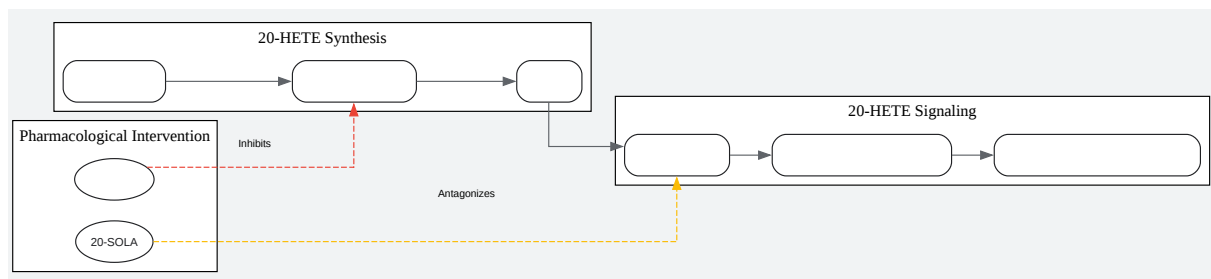 20-HETE Synthesis
20-HETE Signaling
Pharmacological Intervention
Inhibits
Antagonizes
20-SOLA